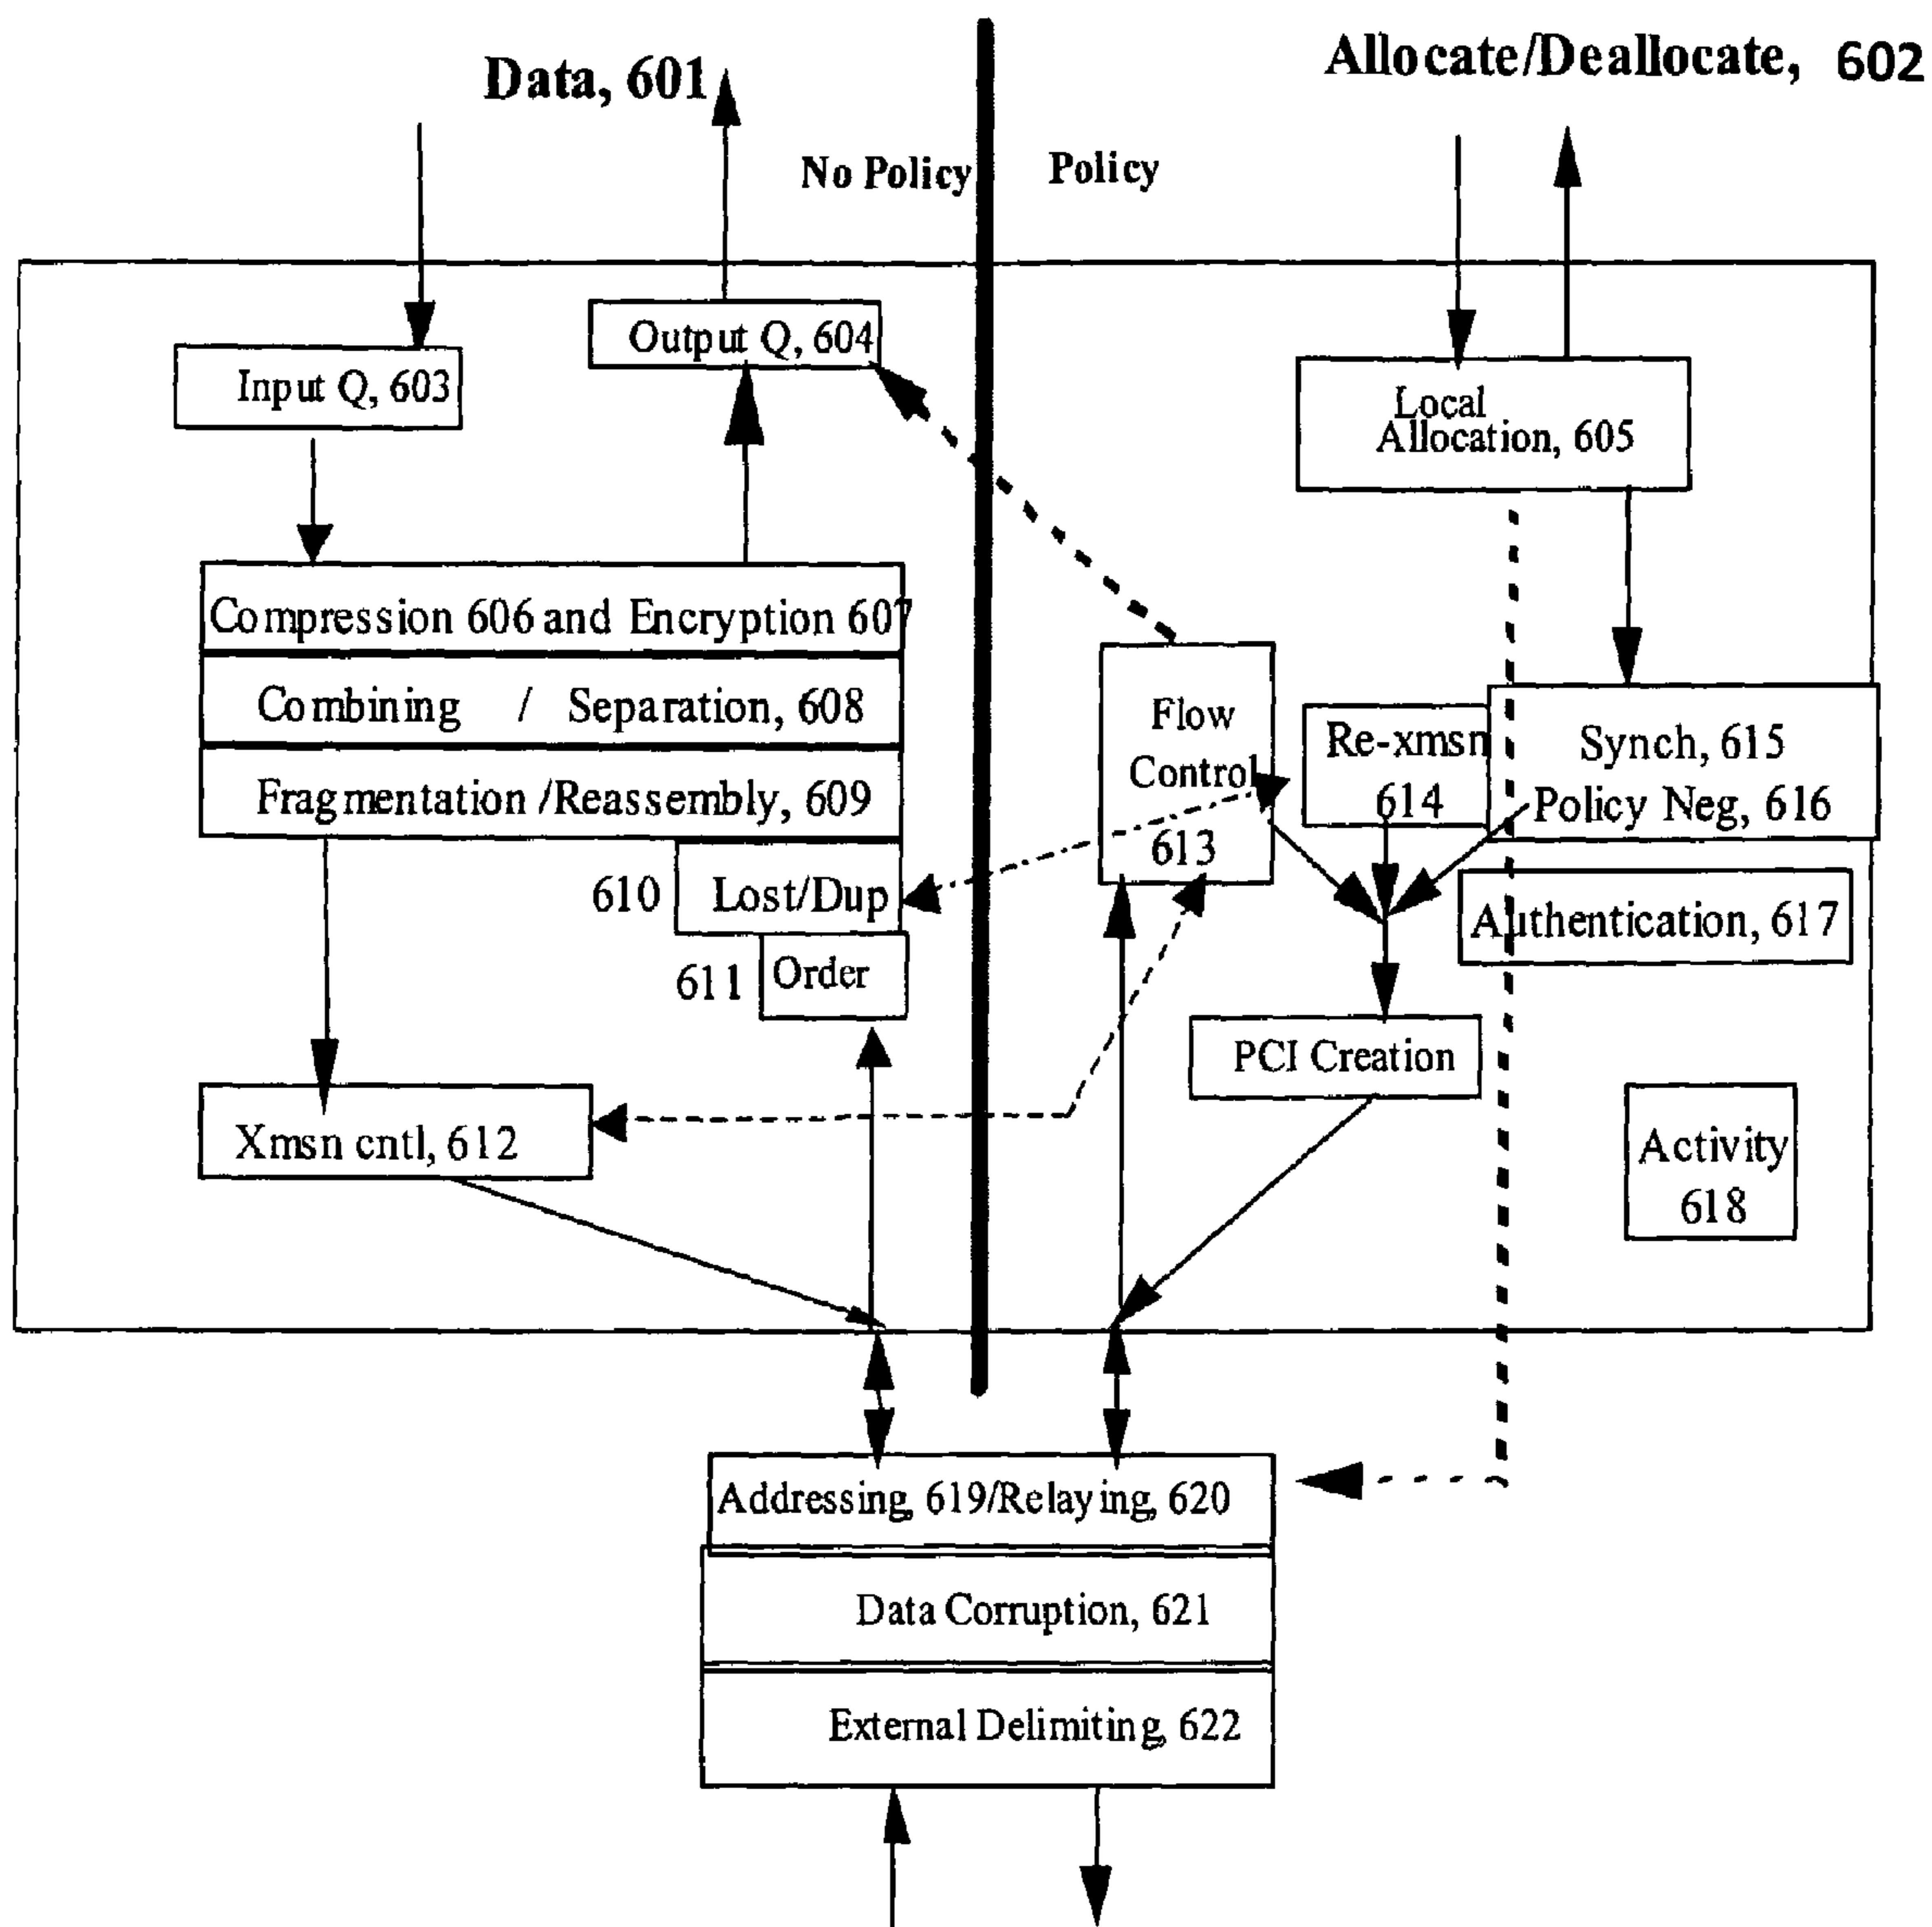 Data, 601
Allocate/Deallocate, 602
No Policy
Policy
Input Q, 603
Output Q, 604
Local
Allocation, 605
Compression 606 and Encryption 607
Combining / Separation, 608
Fragmentation /Reassembly, 609
610 Lost/Dup
611 Order
Xmsn cntl, 612
Flow
Control
613
Re-xmsn
614
Synch, 615
Policy Neg, 616
Authentication, 617
PCI Creation
Activity
618
Addressing, 619/Relaying, 620
Data Corruption, 621
External Delimiting, 622